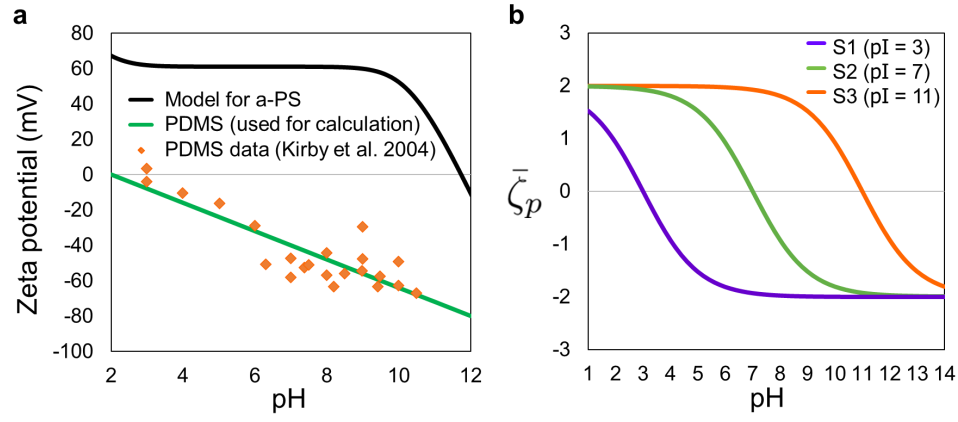 a
80
60
40
20
0
-20
-40
-60
-80
-100
Zeta potential (mV)
Model for a-PS
PDMS (used for calculation)
PDMS data (Kirby et al. 2004)
2 4 6 8 10 12
pH
b
3
2
1
0
-1
-2
-3
ζ̄p
S1 (pI = 3)
S2 (pI = 7)
S3 (pI = 11)
1 2 3 4 5 6 7 8 9 10 11 12 13 14
pH